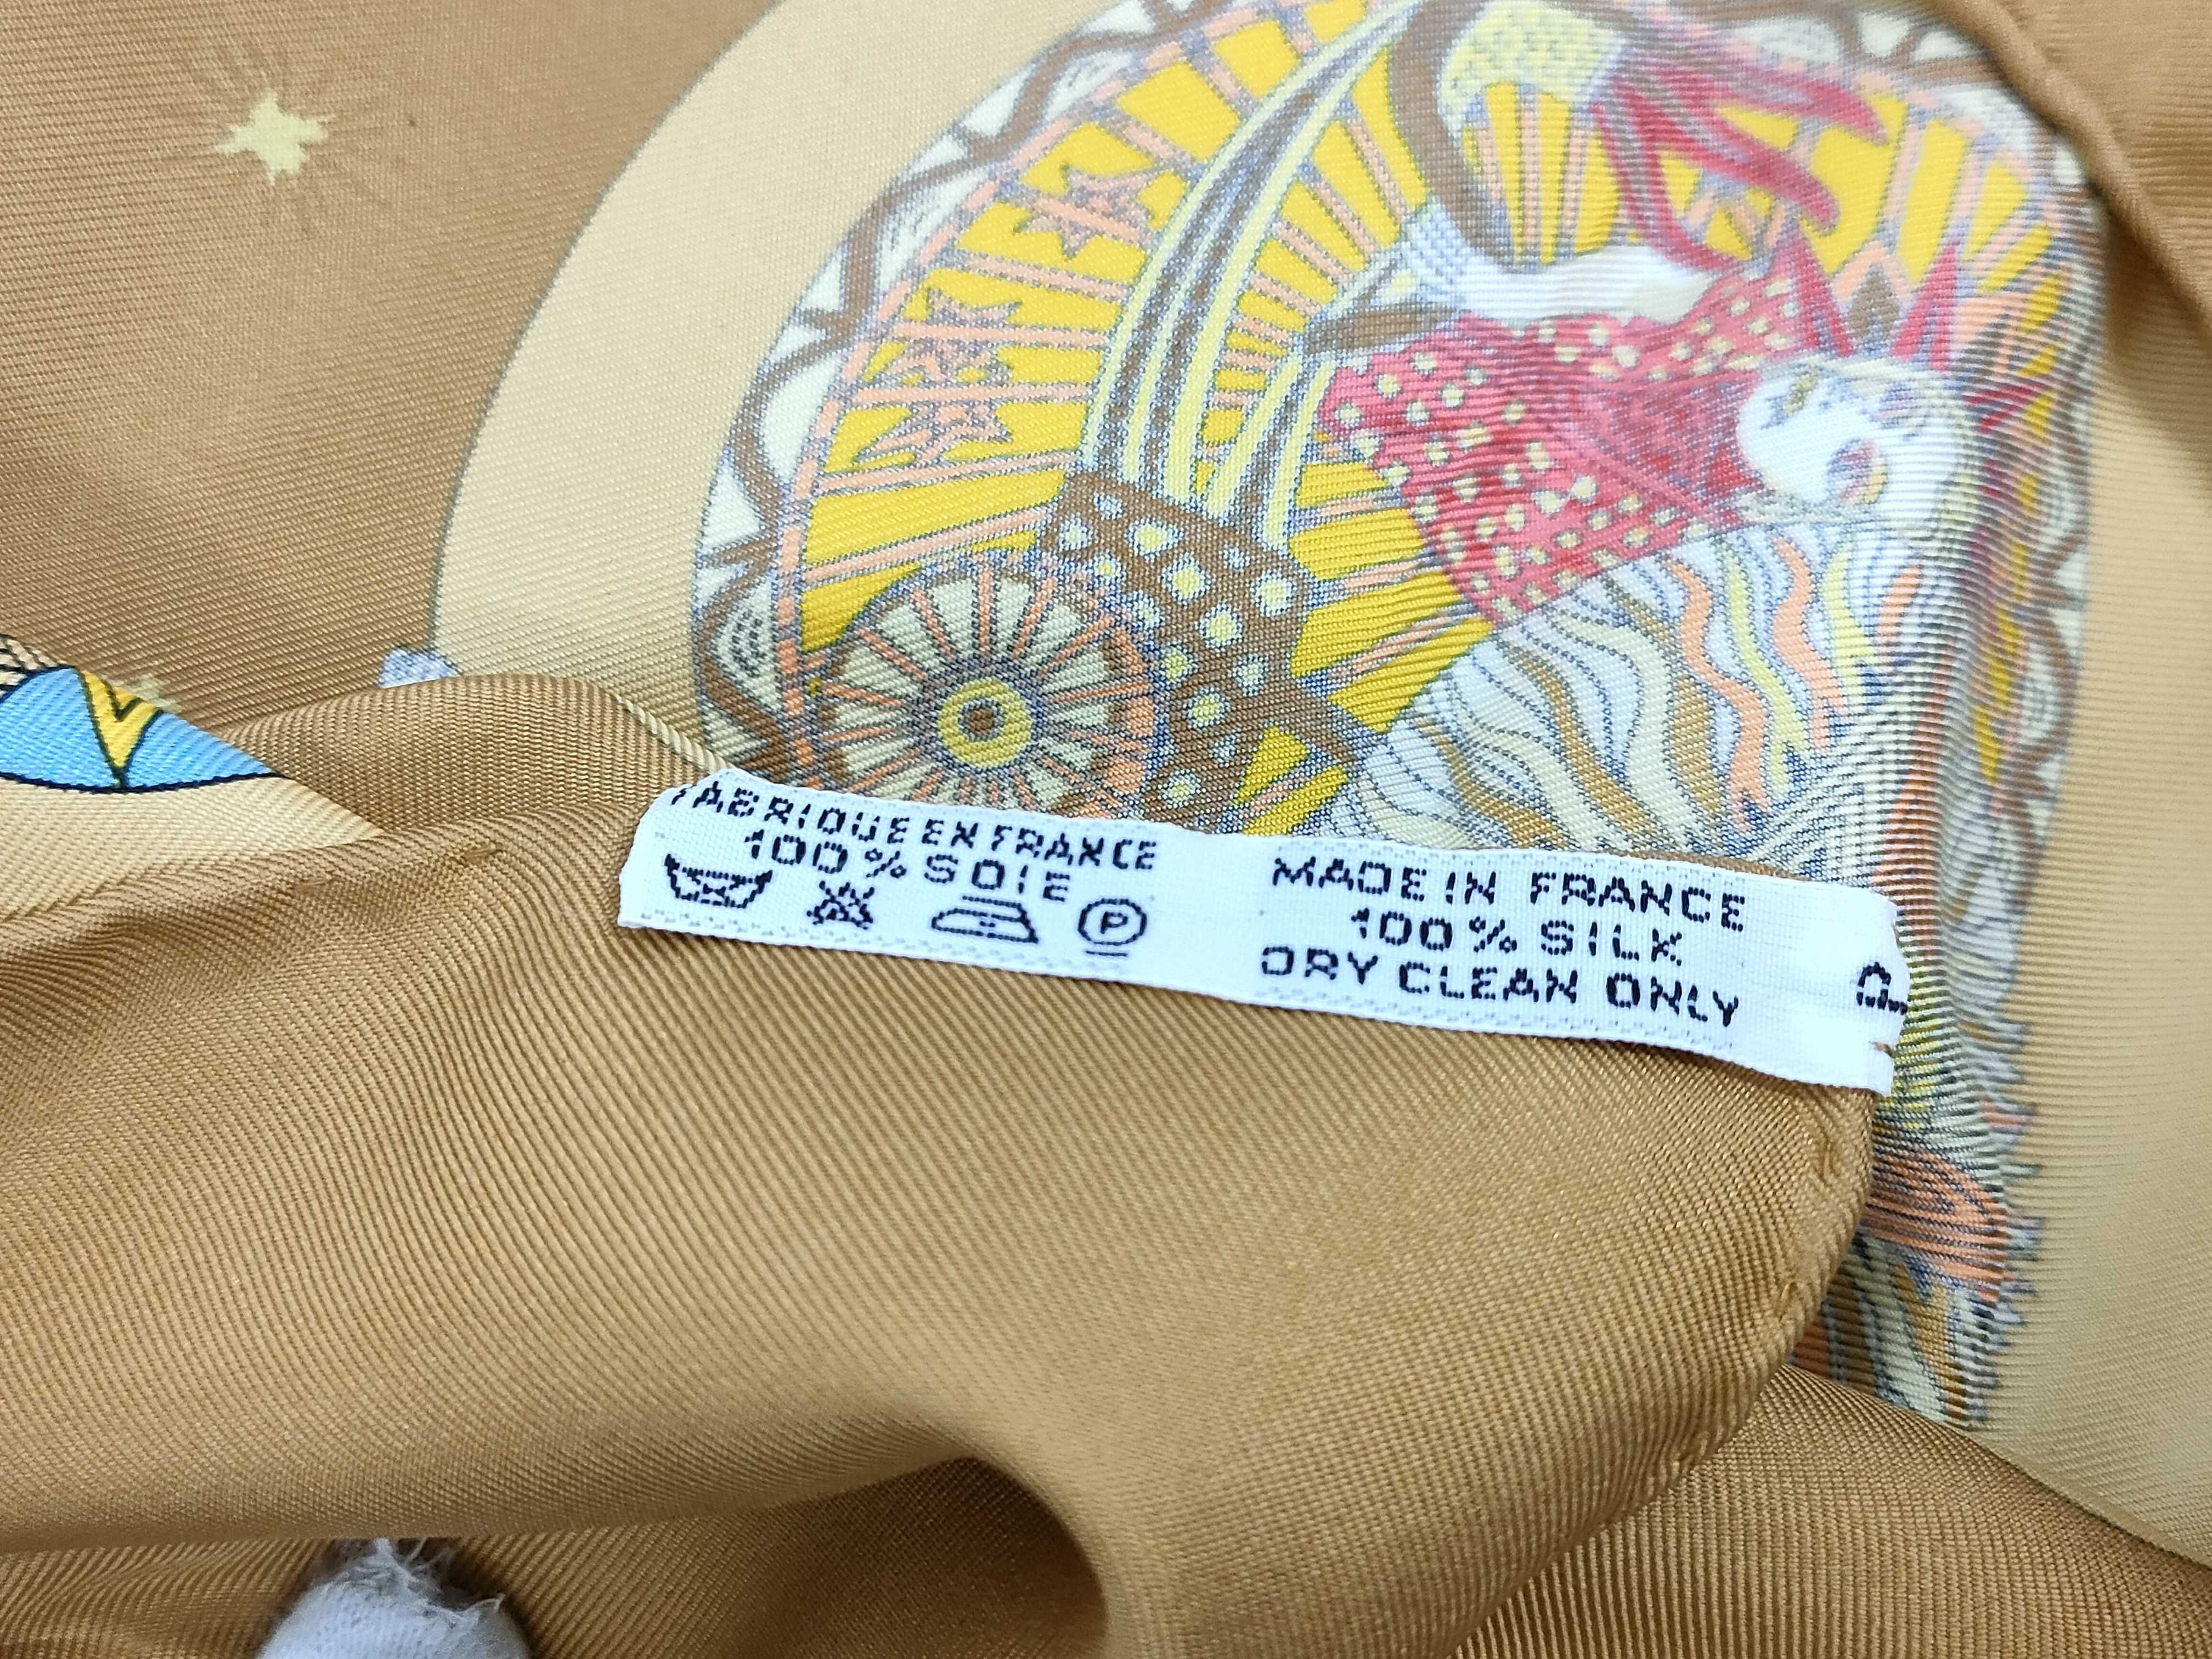 FABRIQUE EN FRANCE
100 % SOIE
P
MADE IN FRANCE
100 % SILK
DRY CLEAN ONLY